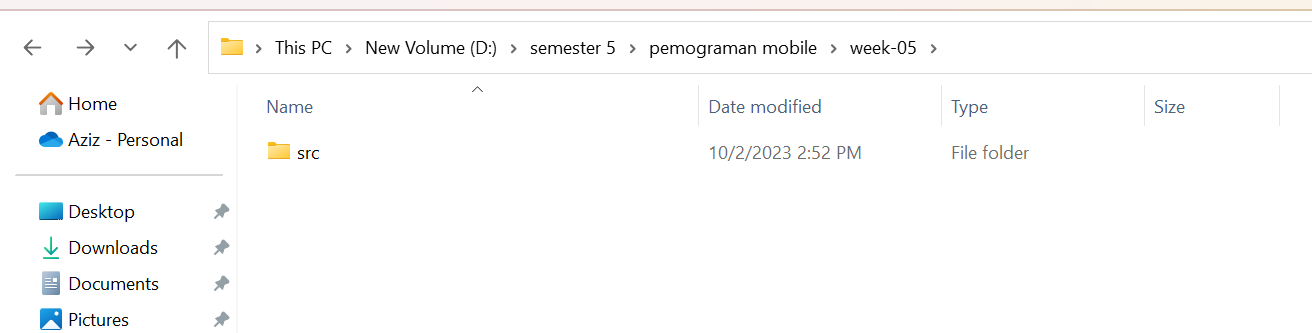 This PC New Volume (D:) semester 5 pemograman mobile week-05
Home
Aziz - Personal
Desktop
Downloads
Documents
Pictures
Name Date modified Type Size
src 10/2/2023 2:52 PM File folder